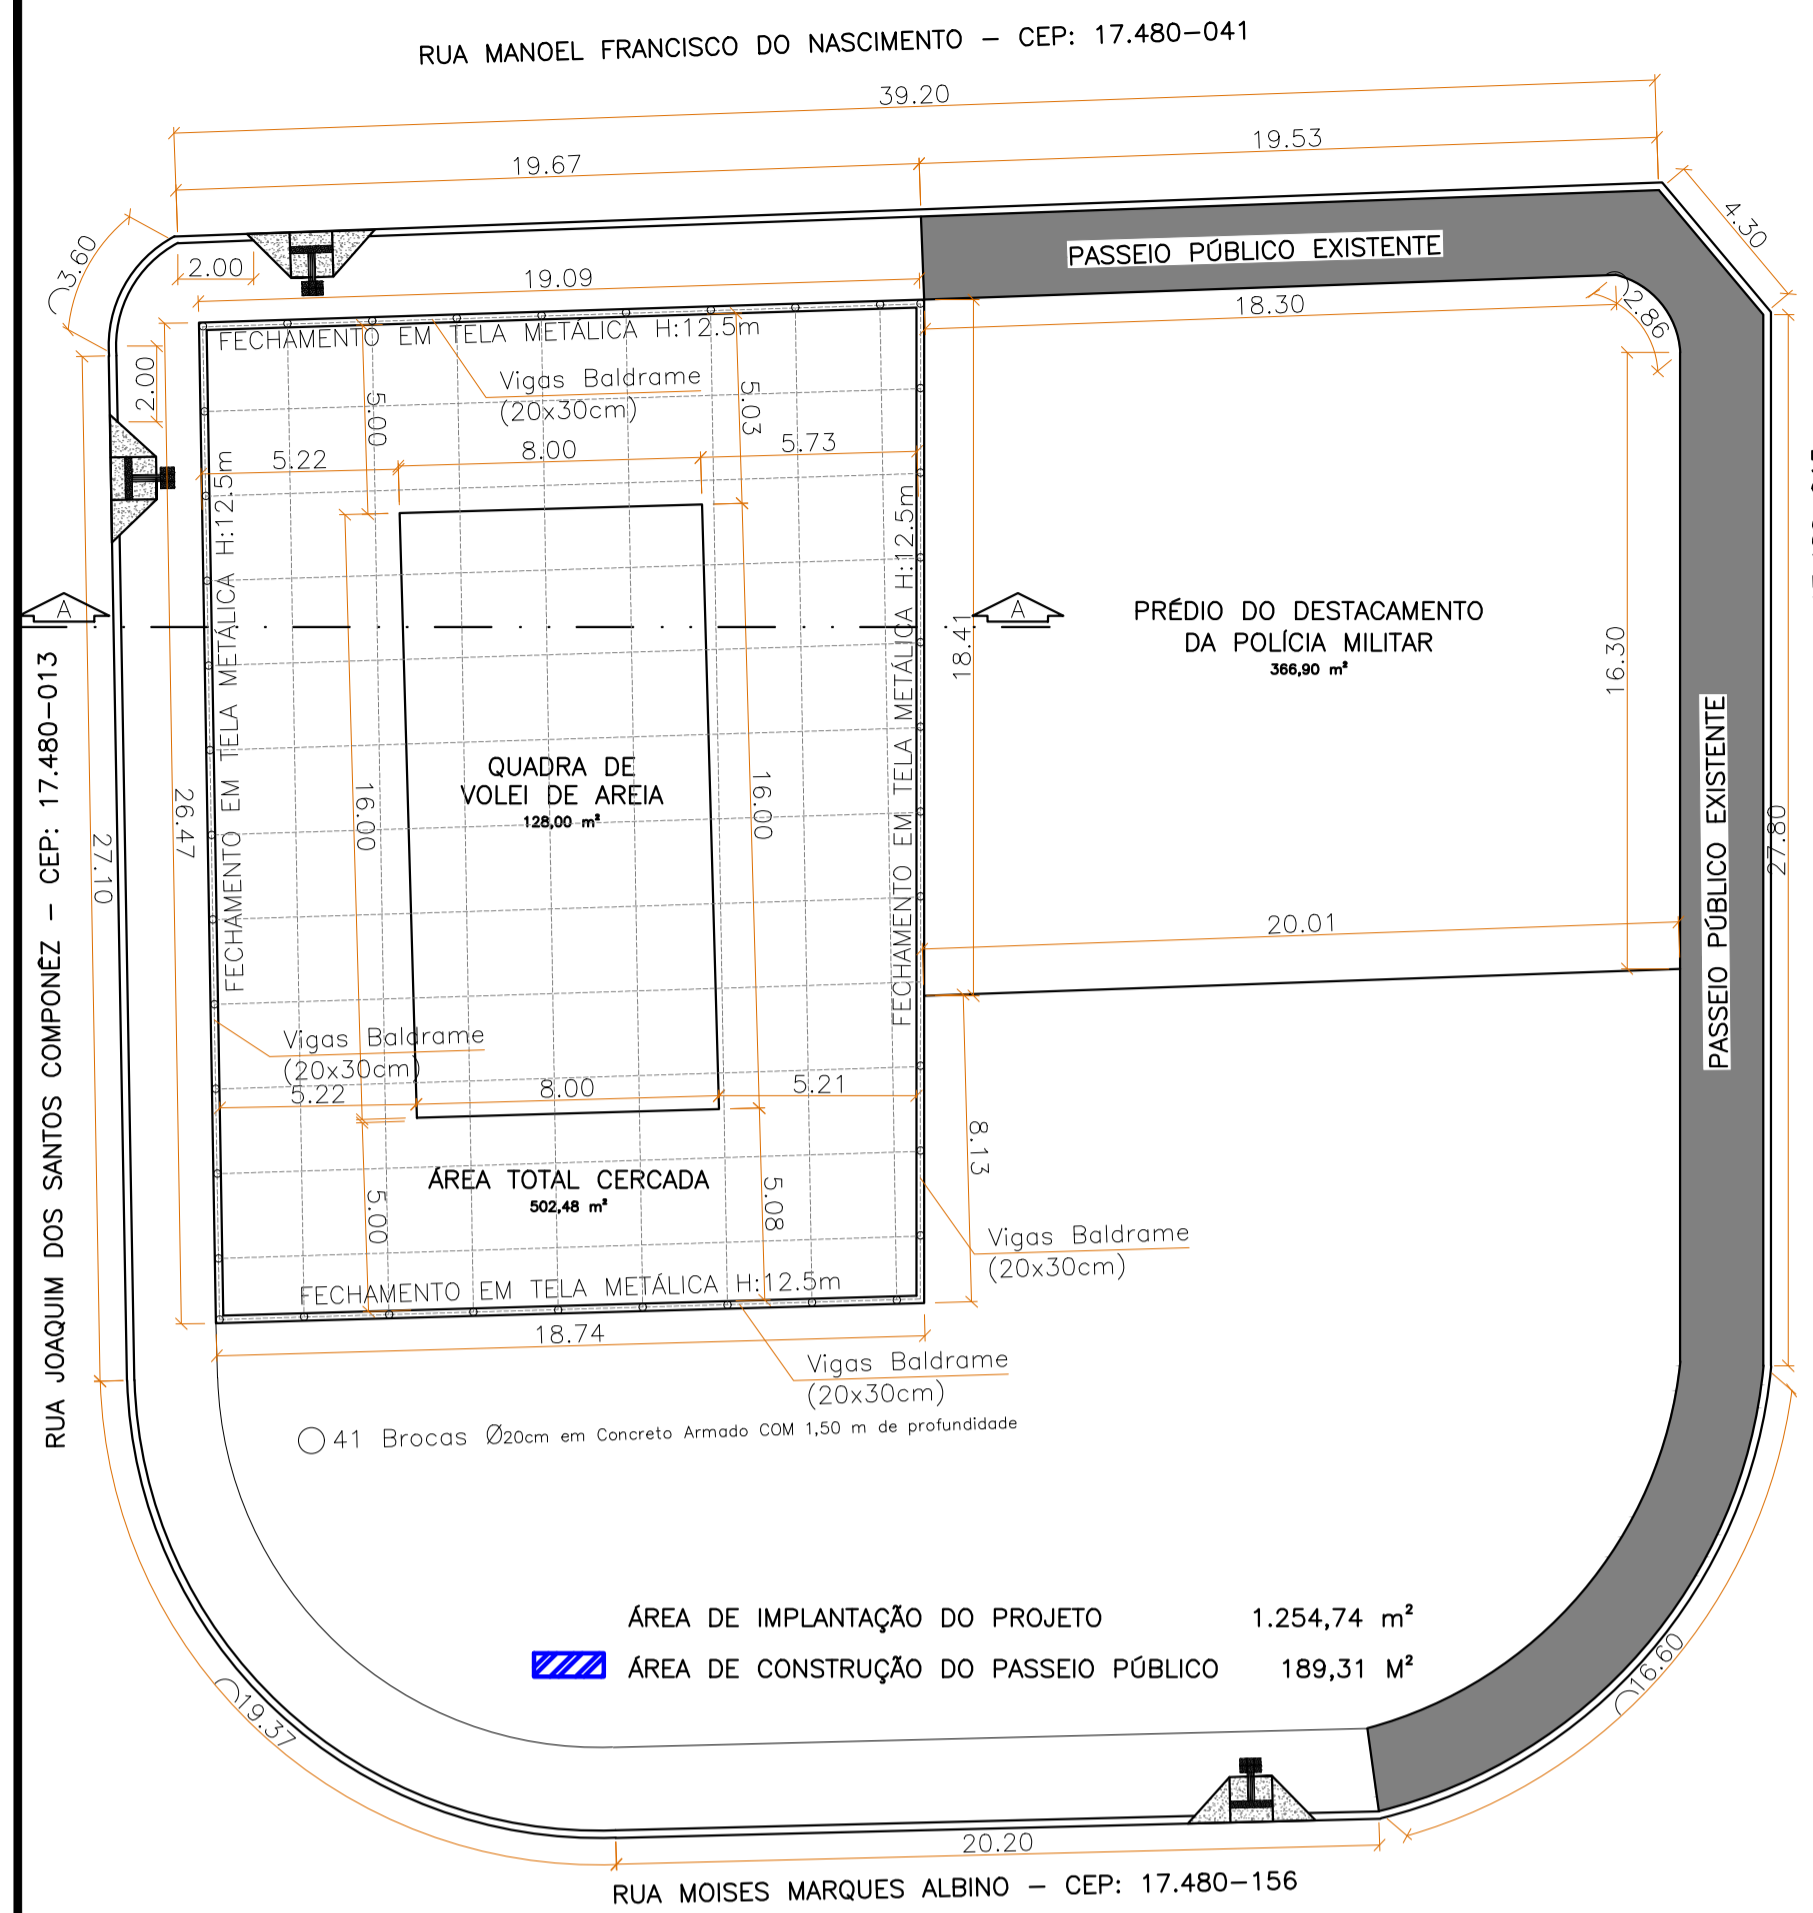 RUA MANOEL FRANCISCO DO NASCIMENTO – CEP: 17.480-041
39.20
19.67
19.53
3.60
4.30
PASSEIO PÚBLICO EXISTENTE
2.00
19.09
18.30
2.86
FECHAMENTO EM TELA METÁLICA H:12.5m
Vigas Baldrame
(20x30cm)
2.00
5.00
5.03
5.22
8.00
5.73
FECHAMENTO EM TELA METÁLICA H:12.5m
FECHAMENTO EM TELA METÁLICA H:12.5m
A
A
18.41
PRÉDIO DO DESTACAMENTO
DA POLÍCIA MILITAR
366,90 m²
16.30
RUA JOAQUIM DOS SANTOS COMPONÊZ – CEP: 17.480-013
27.10
26.47
16.00
QUADRA DE
VOLEI DE AREIA
128,00 m²
16.00
PASSEIO PÚBLICO EXISTENTE
27.80
20.01
Vigas Baldrame
(20x30cm)
5.22
8.00
5.21
8.13
ÁREA TOTAL CERCADA
502,48 m²
5.00
5.08
Vigas Baldrame
(20x30cm)
FECHAMENTO EM TELA METÁLICA H:12.5m
18.74
Vigas Baldrame
(20x30cm)
41 Brocas Ø20cm em Concreto Armado COM 1,50 m de profundidade
ÁREA DE IMPLANTAÇÃO DO PROJETO 1.254,74 m²
ÁREA DE CONSTRUÇÃO DO PASSEIO PÚBLICO 189,31 M²
19.37
16.60
20.20
RUA MOISES MARQUES ALBINO – CEP: 17.480-156